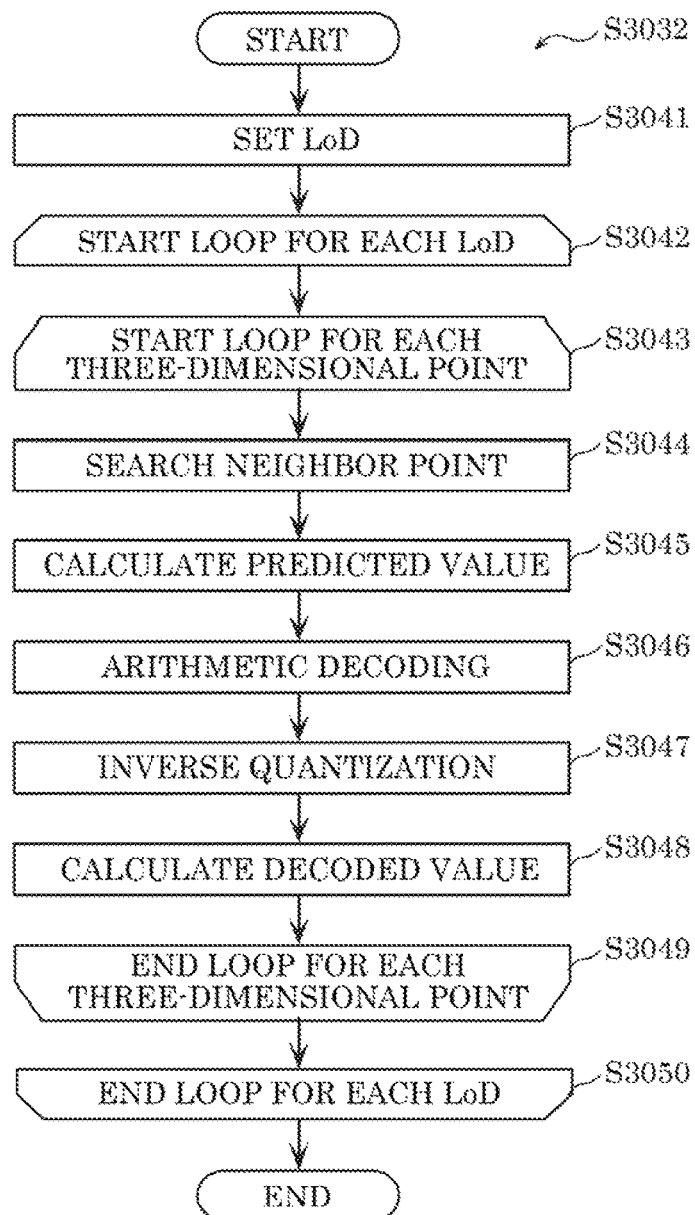 START
S3032
SET LoD
S3041
START LOOP FOR EACH LoD
S3042
START LOOP FOR EACH
THREE-DIMENSIONAL POINT
S3043
SEARCH NEIGHBOR POINT
S3044
CALCULATE PREDICTED VALUE
S3045
ARITHMETIC DECODING
S3046
INVERSE QUANTIZATION
S3047
CALCULATE DECODED VALUE
S3048
END LOOP FOR EACH
THREE-DIMENSIONAL POINT
S3049
END LOOP FOR EACH LoD
S3050
END